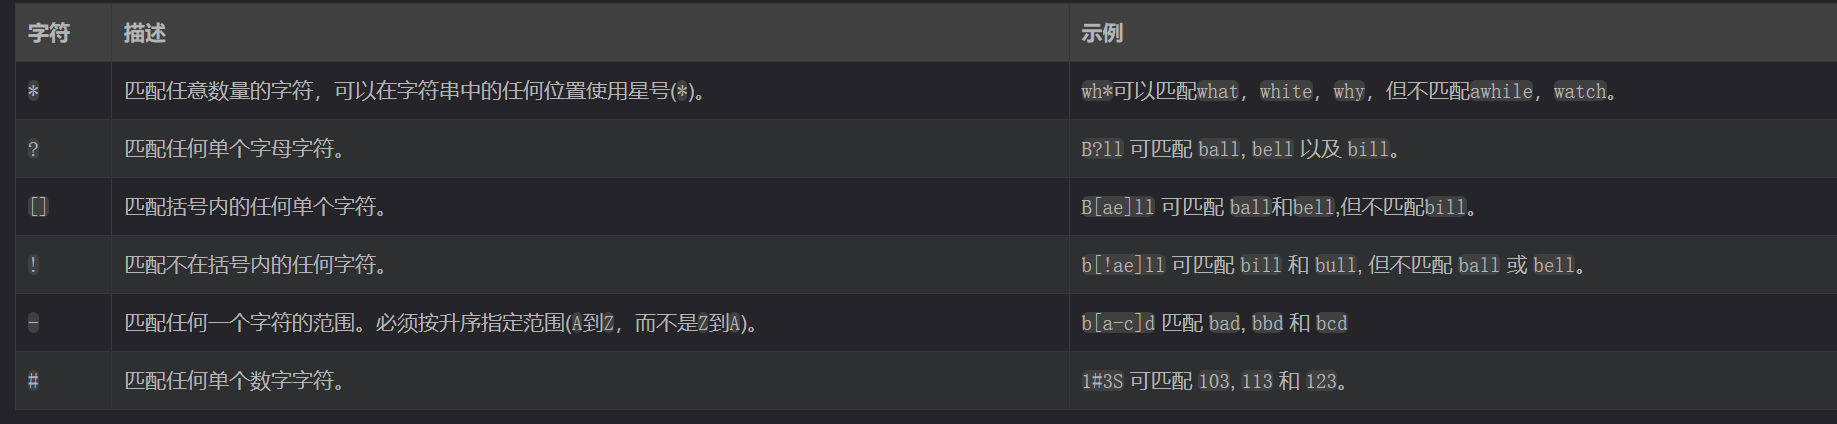 字符 描述 示例
* 匹配任意数量的字符，可以在字符串中的任何位置使用星号(*)。 wh*可以匹配what，white，why，但不匹配awhile，watch。
? 匹配任何单个字母字符。 B?ll 可匹配 ball, bell 以及 bill。
[] 匹配括号内的任何单个字符。 B[ae]ll 可匹配 ball和bell,但不匹配bill。
! 匹配不在括号内的任何字符。 b[!ae]ll 可匹配 bill 和 bull, 但不匹配 ball 或 bell。
- 匹配任何一个字符的范围。必须按升序指定范围(A到Z，而不是Z到A)。 b[a-c]d 匹配 bad, bbd 和 bcd
# 匹配任何单个数字字符。 1#3S 可匹配 103, 113 和 123。